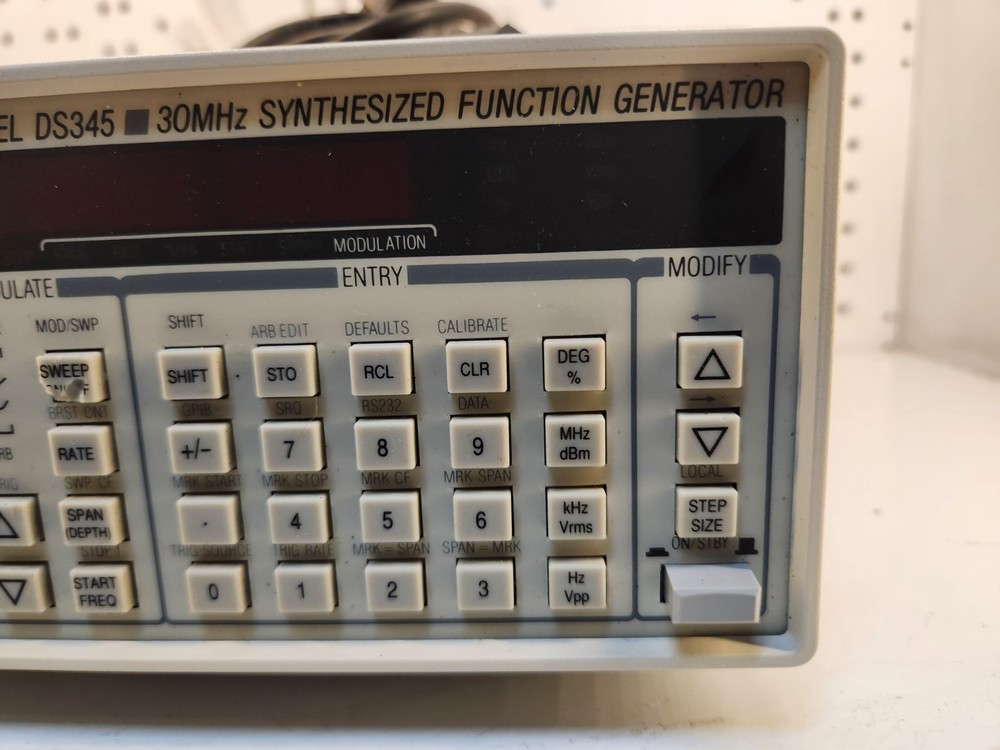 EL DS345 ■ 30MHz SYNTHESIZED FUNCTION GENERATOR
MODULATION
ULATE ENTRY MODIFY
MOD/SWP SHIFT ARB EDIT DEFAULTS CALIBRATE ←
SWEEP SHIFT STO RCL CLR DEG % △
BRST CNT GPIB SRQ RS232 DATA →
RATE +/- 7 8 9 MHz dBm ▽
RIG SWP CF MRK START MRK STOP MRK CF MRK SPAN LOCAL
△ SPAN (DEPTH) . 4 5 6 kHz Vrms STEP SIZE
TRIG SOURCE TRIG RATE MRK = SPAN SPAN = MRK ON/STBY
▽ START FREQ 0 1 2 3 Hz Vpp